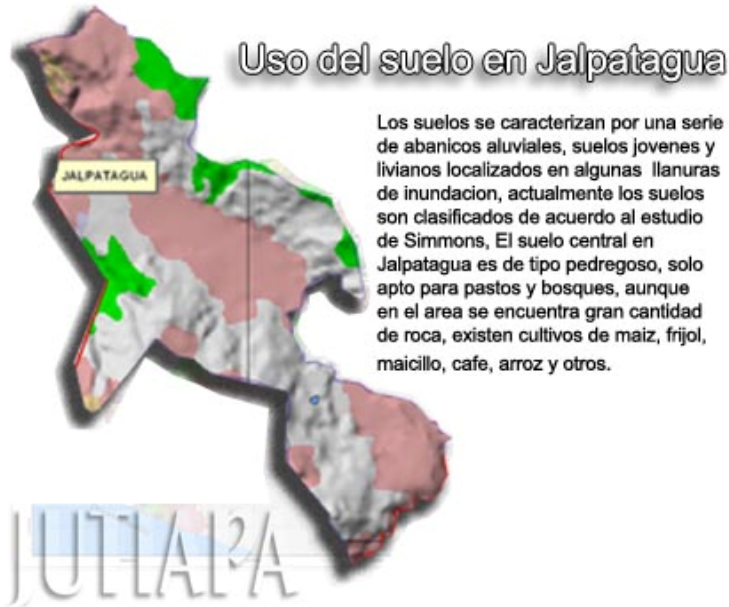 Uso del suelo en Jalpatagua
Los suelos se caracterizan por una serie
de abanicos aluviales, suelos jovenes y
livianos localizados en algunas llanuras
de inundacion, actualmente los suelos
son clasificados de acuerdo al estudio
de Simmons, El suelo central en
Jalpatagua es de tipo pedregoso, solo
apto para pastos y bosques, aunque
en el area se encuentra gran cantidad
de roca, existen cultivos de maiz, frijol,
maicillo, cafe, arroz y otros.
JALPATAGUA
JUTIAPA